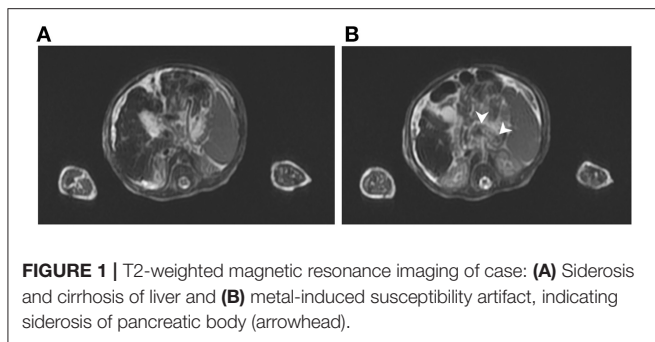 A
B
FIGURE 1 | T2-weighted magnetic resonance imaging of case: (A) Siderosis
and cirrhosis of liver and (B) metal-induced susceptibility artifact, indicating
siderosis of pancreatic body (arrowhead).